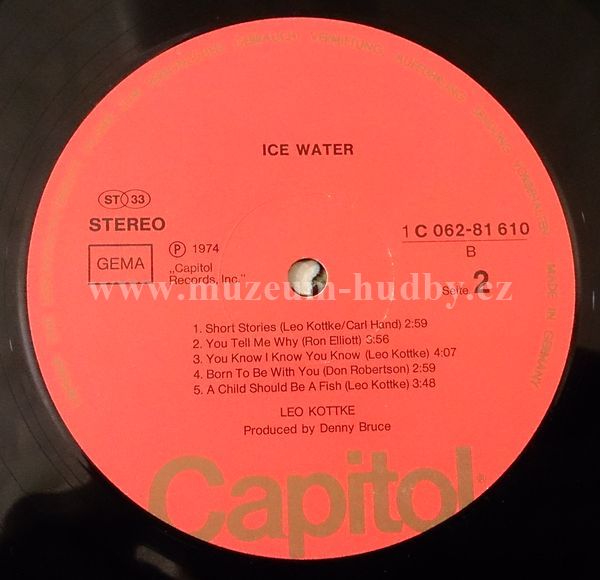 ICE WATER
ST 33
STEREO
GEMA
P 1974
„Capitol
Records, Inc."
1 C 062-81 610
B
Seite 2
www.muzeum-hudby.cz
1. Short Stories (Leo Kottke/Carl Hand) 2:59
2. You Tell Me Why (Ron Elliott) 3:56
3. You Know I Know You Know (Leo Kottke) 4:07
4. Born To Be With You (Don Robertson) 2:59
5. A Child Should Be A Fish (Leo Kottke) 3:48
LEO KOTTKE
Produced by Denny Bruce
Capitol®
MADE IN GERMANY